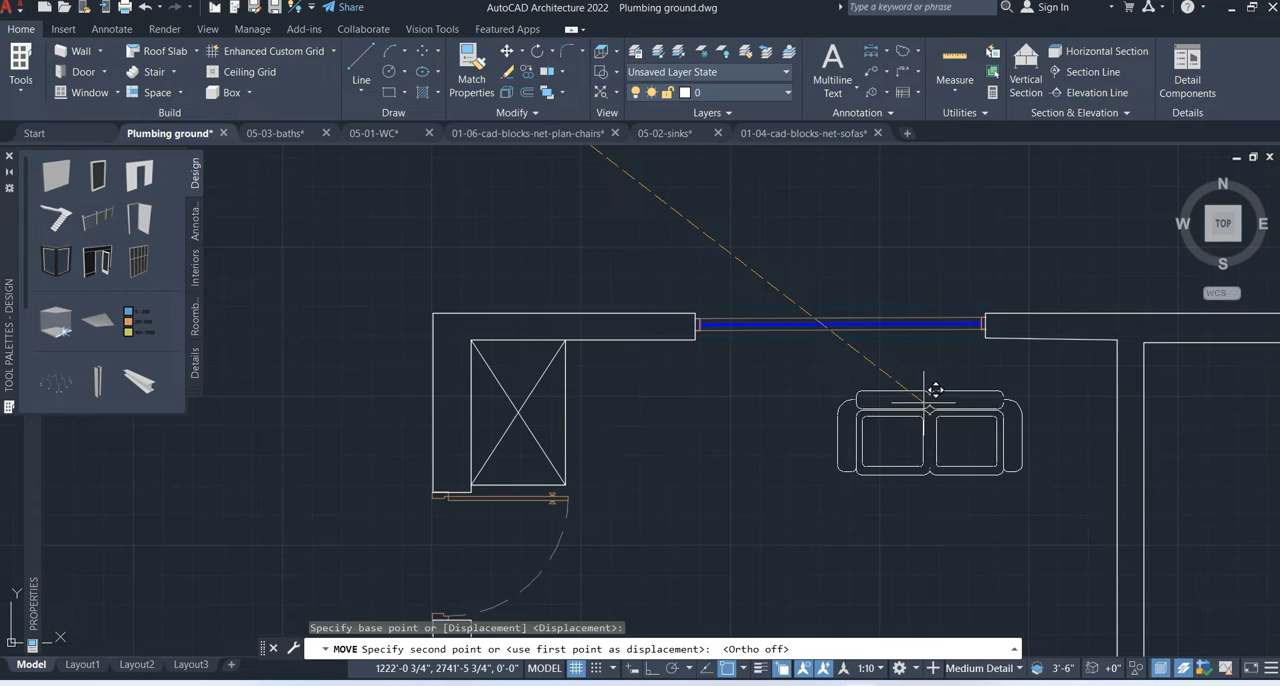 Share
AutoCAD Architecture 2022 Plumbing ground.dwg
Type a keyword or phrase
Sign In
Home Insert Annotate Render View Manage Add-ins Collaborate Vision Tools Featured Apps
Tools
Wall
Roof Slab
Enhanced Custom Grid
Door
Stair
Ceiling Grid
Window
Space
Box
Build
Line
Draw
Match
Properties
Modify
View
Unsaved Layer State
0
Layers
Multiline
Text
Annotation
Measure
Utilities
Vertical
Section
Horizontal Section
Section Line
Elevation Line
Section & Elevation
Detail
Components
Details
Start
Plumbing ground*
05-03-baths*
05-01-WC*
01-06-cad-blocks-net-plan-chairs*
05-02-sinks*
01-04-cad-blocks-net-sofas*
Design
Annota...
Interiors
Roomb...
Details
TOOL PALETTES - DESIGN
PROPERTIES
N
W
TOP
E
S
WCS
Y
X
Specify base point or [Displacement] <Displacement>:
MOVE Specify second point or <use first point as displacement>: <Ortho off>
Model Layout1 Layout2 Layout3 +
1222'-0 3/4", 2741'-5 3/4", 0'-0"
MODEL
1:10
Medium Detail
3'-6"
+0"